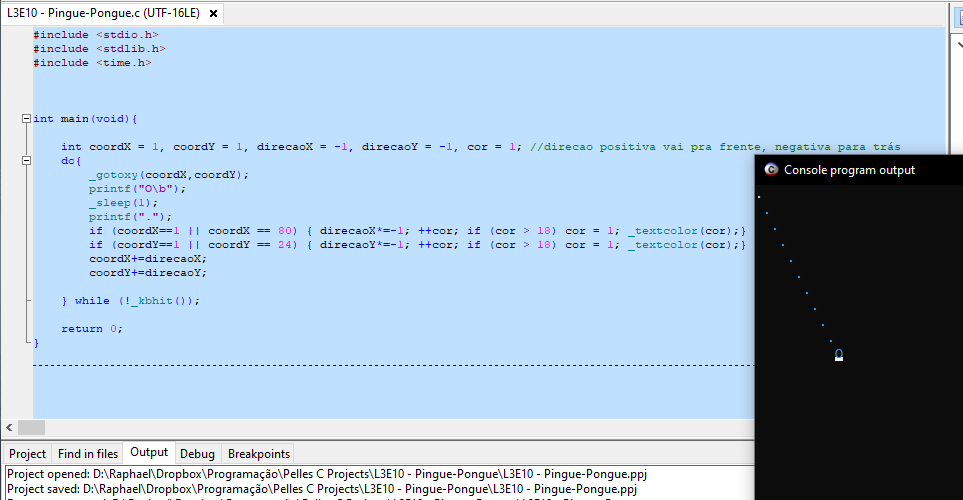 L3E10 - Pingue-Pongue.c (UTF-16LE)
#include <stdio.h>
#include <stdlib.h>
#include <time.h>
int main(void){
int coordX = 1, coordY = 1, direcaoX = -1, direcaoY = -1, cor = 1; //direcao positiva vai pra frente, negativa para trás
do{
_gotoxy(coordX,coordY);
printf("O\b");
_sleep(1);
printf(".");
if (coordX==1 || coordX == 80) { direcaoX*=-1; ++cor; if (cor > 18) cor = 1; _textcolor(cor);}
if (coordY==1 || coordY == 24) { direcaoY*=-1; ++cor; if (cor > 18) cor = 1; _textcolor(cor);}
coordX+=direcaoX;
coordY+=direcaoY;
} while (!_kbhit());
return 0;
}
Console program output
O
Project Find in files Output Debug Breakpoints
Project opened: D:\Raphael\Dropbox\Programação\Pelles C Projects\L3E10 - Pingue-Pongue\L3E10 - Pingue-Pongue.ppj
Project saved: D:\Raphael\Dropbox\Programação\Pelles C Projects\L3E10 - Pingue-Pongue\L3E10 - Pingue-Pongue.ppj